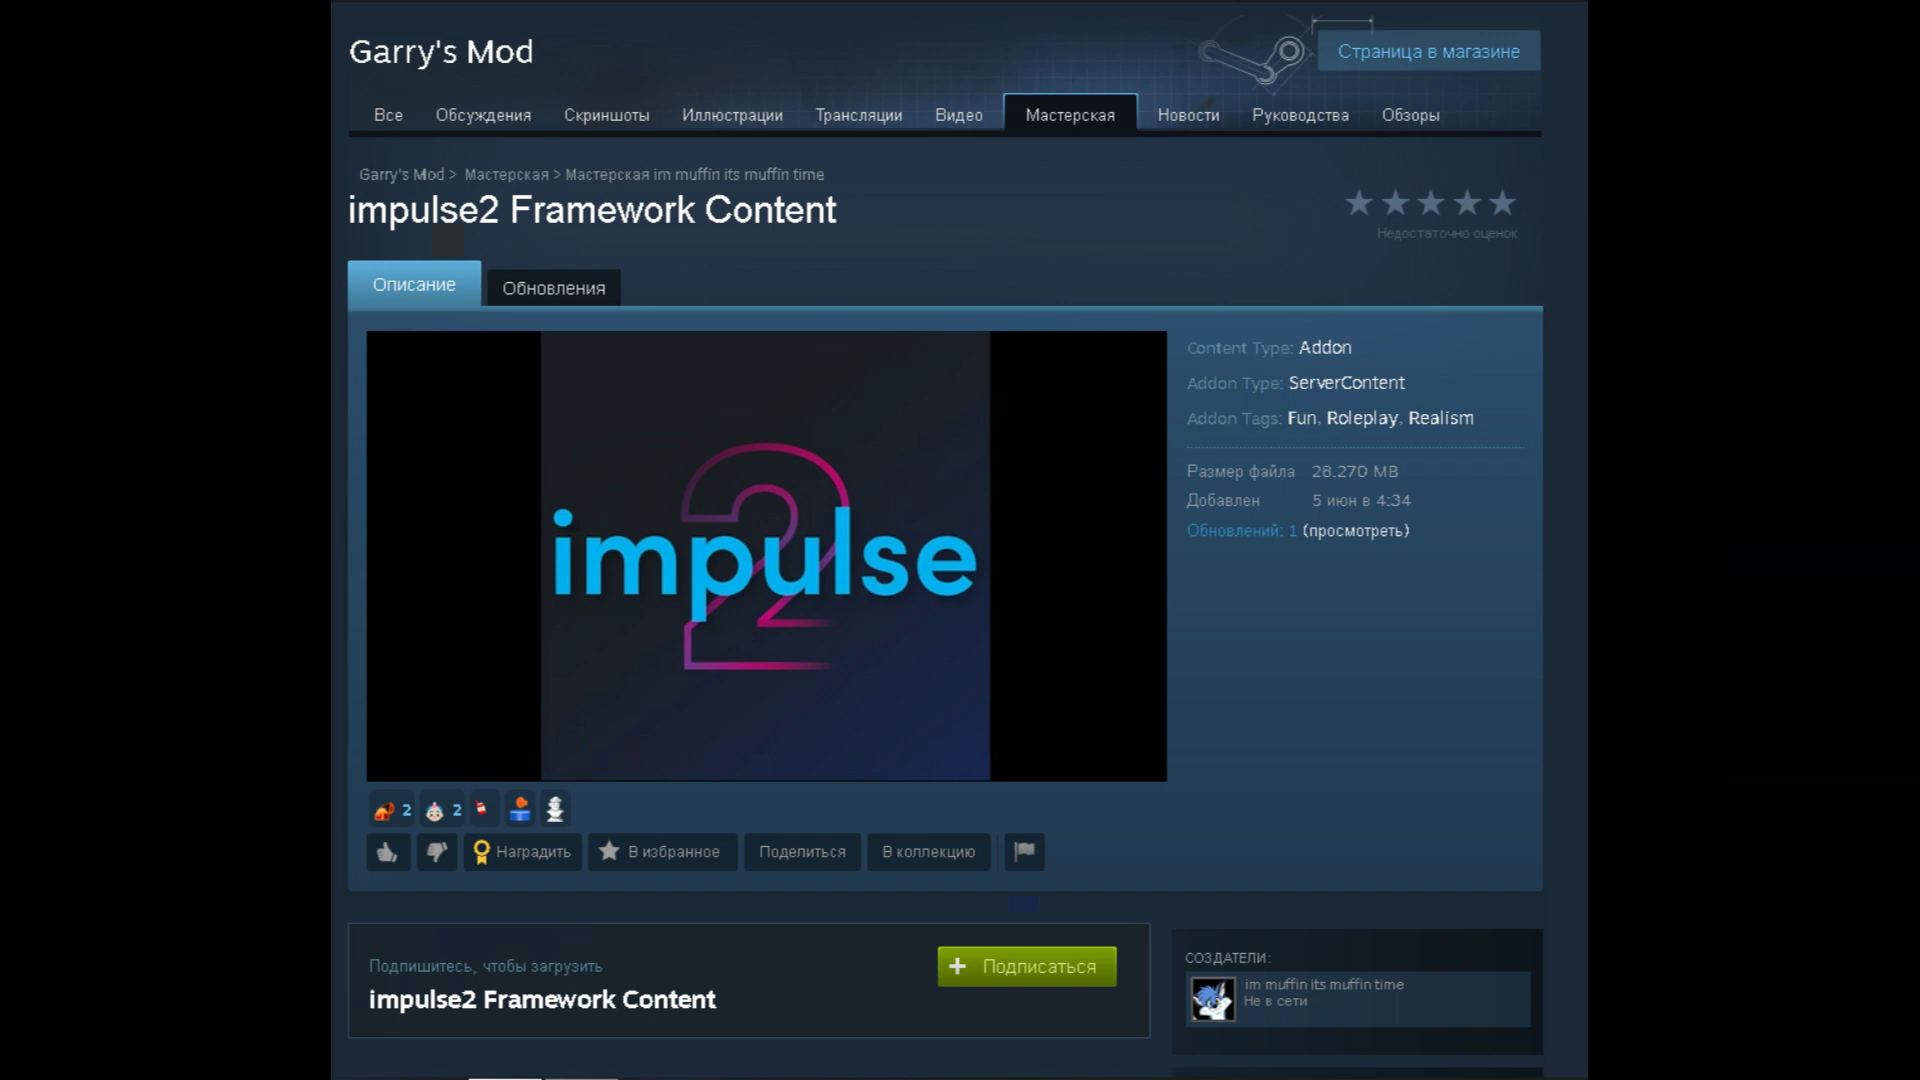 Garry's Mod
Страница в магазине
Все Обсуждения Скриншоты Иллюстрации Трансляции Видео Мастерская Новости Руководства Обзоры
Garry's Mod > Мастерская > Мастерская im muffin its muffin time
impulse2 Framework Content
Недостаточно оценок
Описание Обновления
2
impulse
Content Type: Addon
Addon Type: ServerContent
Addon Tags: Fun, Roleplay, Realism
Размер файла 28.270 MB
Добавлен 5 июн в 4:34
Обновлений: 1 (просмотреть)
2 2
Наградить В избранное Поделиться В коллекцию
Подпишитесь, чтобы загрузить
impulse2 Framework Content
+ Подписаться
СОЗДАТЕЛИ:
im muffin its muffin time
Не в сети